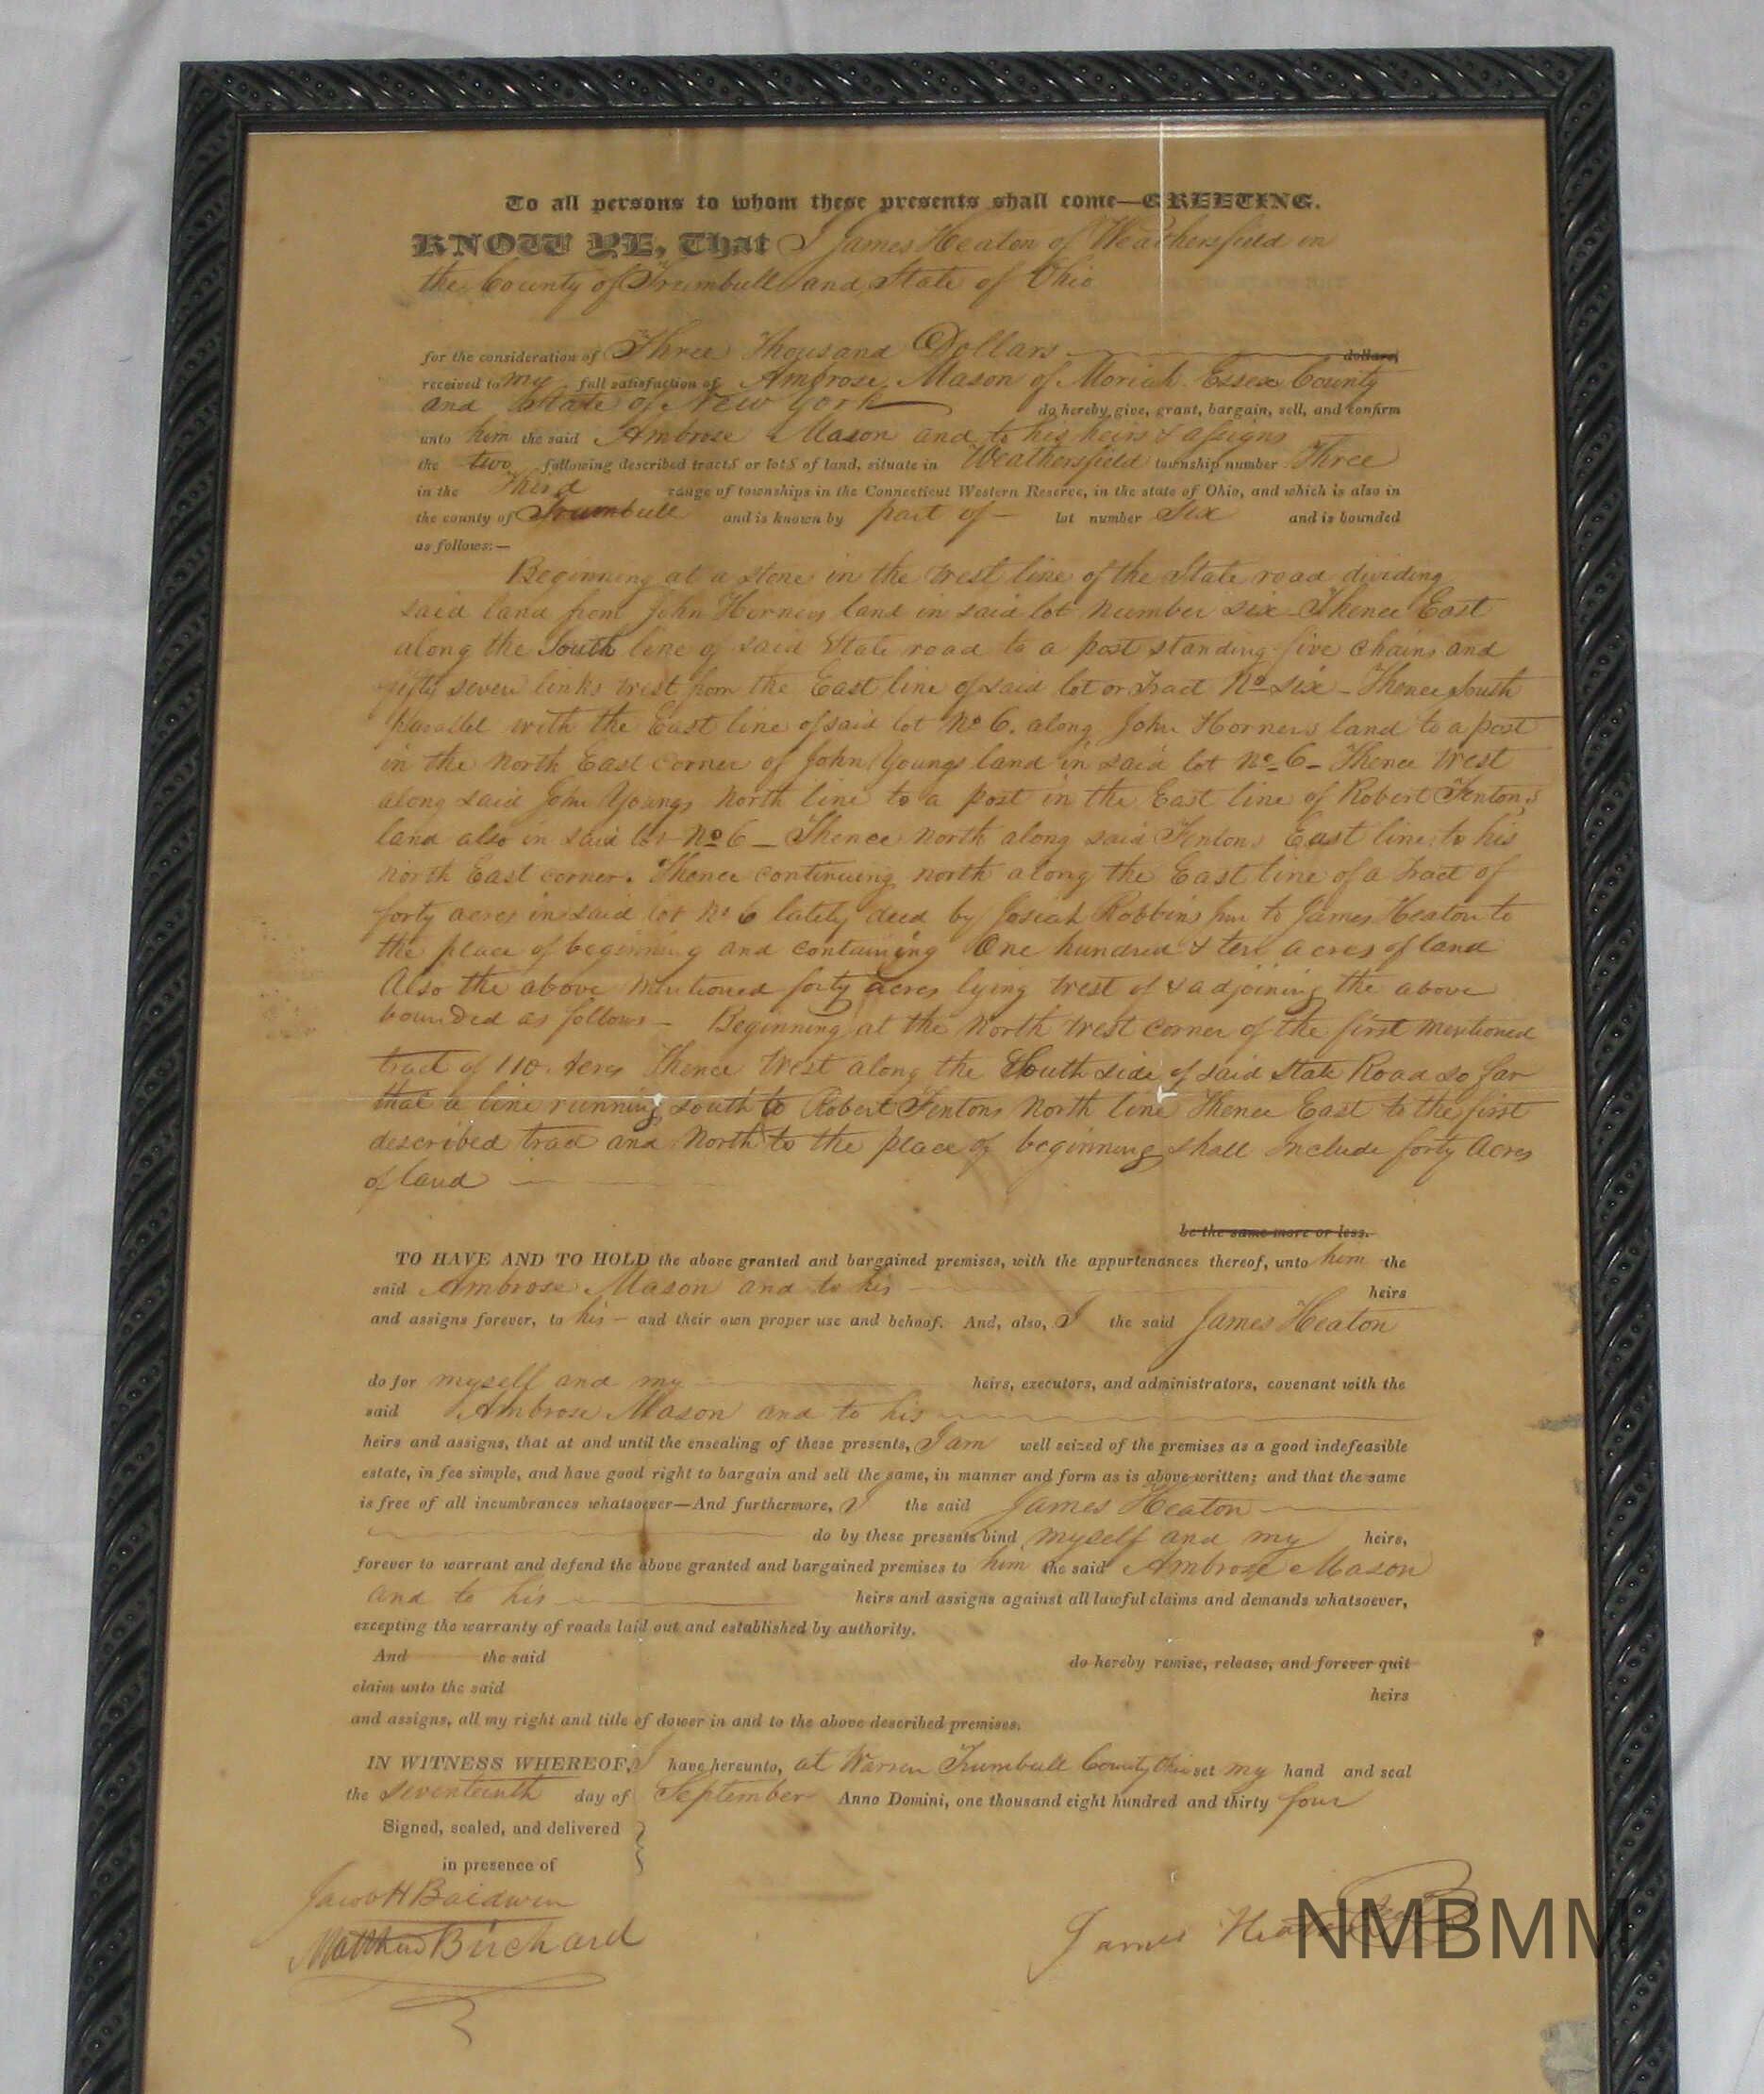 To all persons to whom these presents shall come—GREETING.
KNOW YE, That I James Heaton of Weathersfield in
the County of Trumbull and State of Ohio
for the consideration of Three Thousand Dollars dollars,
received to my full satisfaction of Ambrose Mason of Moriah Essex County
and State of New York do hereby give, grant, bargain, sell, and confirm
unto him the said Ambrose Mason and to his heirs & assigns
the two following described tracts or lots of land, situate in Weathersfield township number Three
in the Third range of townships in the Connecticut Western Reserve, in the state of Ohio, and which is also in
the county of Trumbull and is known by part of lot number Six and is bounded
as follows:—
Beginning at a stone in the west line of the State road dividing
said land from John Horners land in said lot number six Thence East
along the South line of said State road to a post standing five chains and
fifty seven links west from the East line of said lot or Tract No six - Thence South
parallel with the East line of said lot No 6. along John Horners land to a post
in the north East corner of John Youngs land in said lot No 6 - Thence west
along said John Youngs north line to a post in the East line of Robert Fenton's
land also in said lot No 6 - Thence north along said Fentons East line to his
north East corner. Thence continuing north along the East line of a Tract of
forty acres in said lot No 6 lately deed by Josiah Robbins jun to James Heaton to
the place of beginning and containing One hundred & ten acres of land
Also the above mentioned forty acres lying west of & adjoining the above
bounded as follows - Beginning at the North west corner of the first mentioned
tract of 110 Acres Thence West along the South side of said State Road so far
that a line running south to Robert Fentons North line Thence East to the first
described tract and North to the place of beginning shall include forty Acres
of land
be the same more or less.
TO HAVE AND TO HOLD the above granted and bargained premises, with the appurtenances thereof, unto him the
said Ambrose Mason and to his heirs
and assigns forever, to his and their own proper use and behoof. And, also, I the said James Heaton
do for myself and my heirs, executors, and administrators, covenant with the
said Ambrose Mason and to his
heirs and assigns, that at and until the ensealing of these presents, I am well seized of the premises as a good indefeasible
estate, in fee simple, and have good right to bargain and sell the same, in manner and form as is above written; and that the same
is free of all incumbrances whatsoever—And furthermore, I the said James Heaton
do by these presents bind myself and my heirs,
forever to warrant and defend the above granted and bargained premises to him the said Ambrose Mason
and to his heirs and assigns against all lawful claims and demands whatsoever,
excepting the warranty of roads laid out and established by authority.
And the said do hereby remise, release, and forever quit
claim unto the said heirs
and assigns, all my right and title of dower in and to the above described premises.
IN WITNESS WHEREOF, I have hereunto, at Warren Trumbull County Ohio set my hand and seal
the seventeenth day of September Anno Domini, one thousand eight hundred and thirty four
Signed, sealed, and delivered
in presence of
Jacob H Baldwin
Matthew Birchard
James Heaton
NMBMM